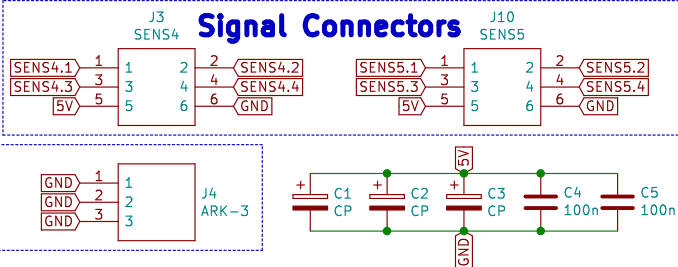 Signal Connectors
J3
SENS4
SENS4.1 1 1 2 2 SENS4.2
SENS4.3 3 3 4 4 SENS4.4
5V 5 5 6 6 GND
J10
SENS5
SENS5.1 1 1 2 2 SENS5.2
SENS5.3 3 3 4 4 SENS5.4
5V 5 5 6 6 GND
GND 1 1
GND 2 2
GND 3 3
J4
ARK-3
5V
+ C1
CP
+ C2
CP
+ C3
CP
C4
100n
C5
100n
GND